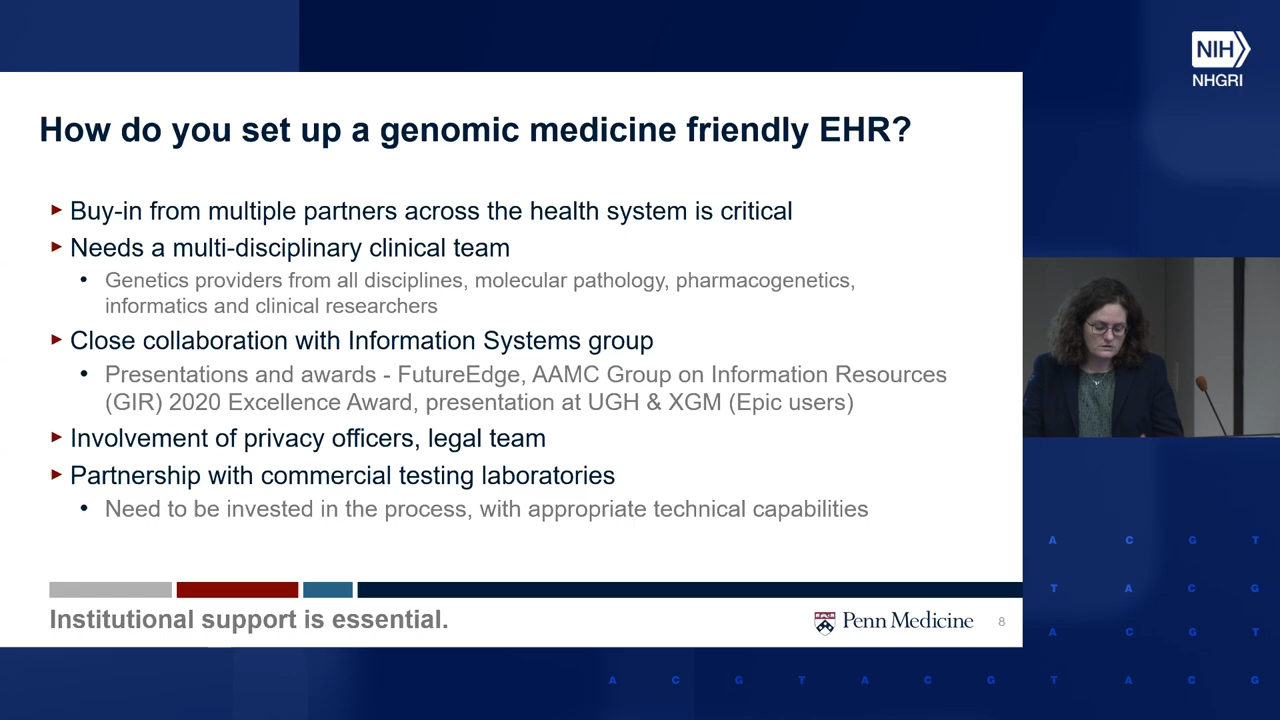 NIH
NHGRI
How do you set up a genomic medicine friendly EHR?
► Buy-in from multiple partners across the health system is critical
► Needs a multi-disciplinary clinical team
• Genetics providers from all disciplines, molecular pathology, pharmacogenetics,
informatics and clinical researchers
► Close collaboration with Information Systems group
• Presentations and awards - FutureEdge, AAMC Group on Information Resources
(GIR) 2020 Excellence Award, presentation at UGH & XGM (Epic users)
► Involvement of privacy officers, legal team
► Partnership with commercial testing laboratories
• Need to be invested in the process, with appropriate technical capabilities
Institutional support is essential.
Penn Medicine
8
A C G T
T A C G
A C G T
A C G T A C G T A C G